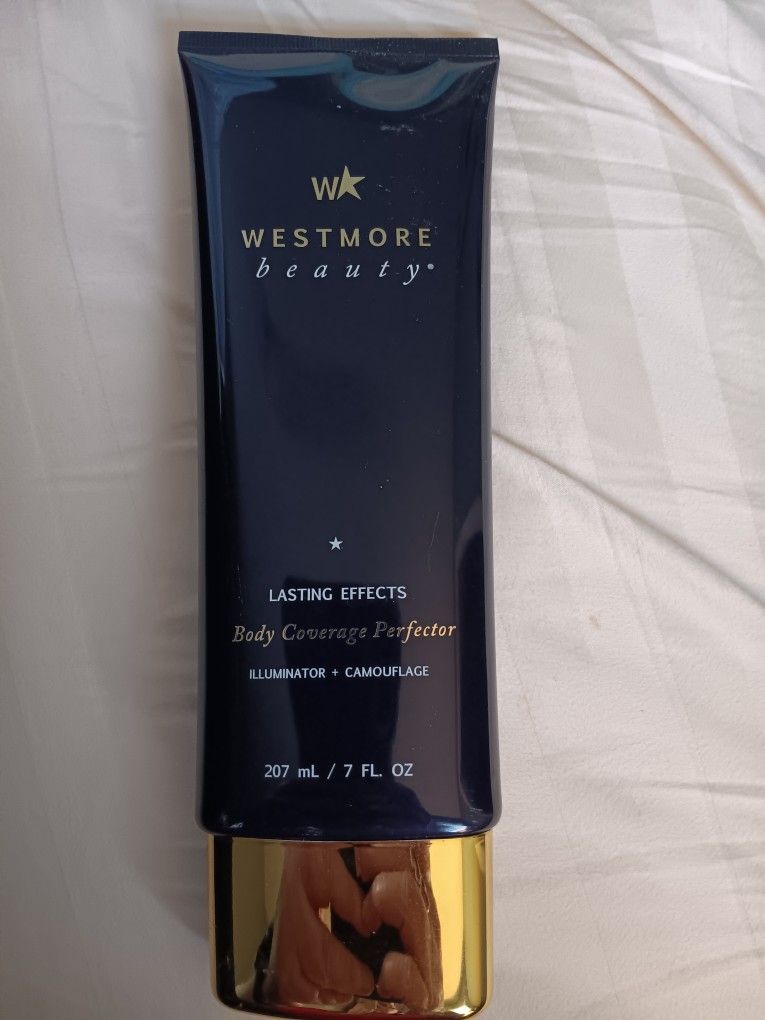 W
WESTMORE
beauty®
LASTING EFFECTS
Body Coverage Perfector
ILLUMINATOR + CAMOUFLAGE
207 mL / 7 FL. OZ